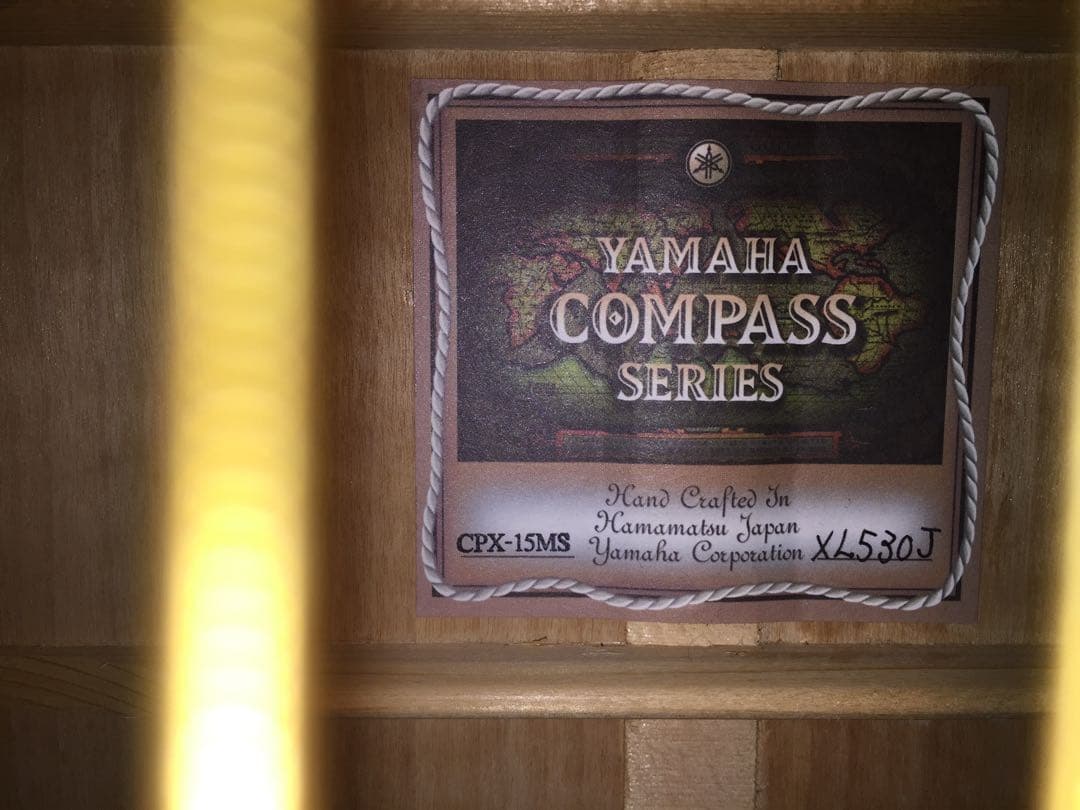 YAMAHA
COMPASS
SERIES
Hand Crafted In
Hamamatsu Japan
CPX-15MS Yamaha Corporation XL530J